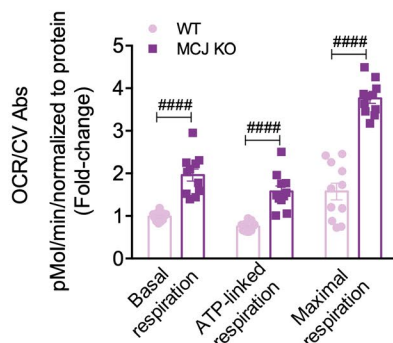 WT
MCJ KO
OCR/CV Abs
pMol/min/normalized to protein
(Fold-change)
5
4
3
2
1
0
####
####
####
Basal
respiration
ATP-linked
respiration
Maximal
respiration